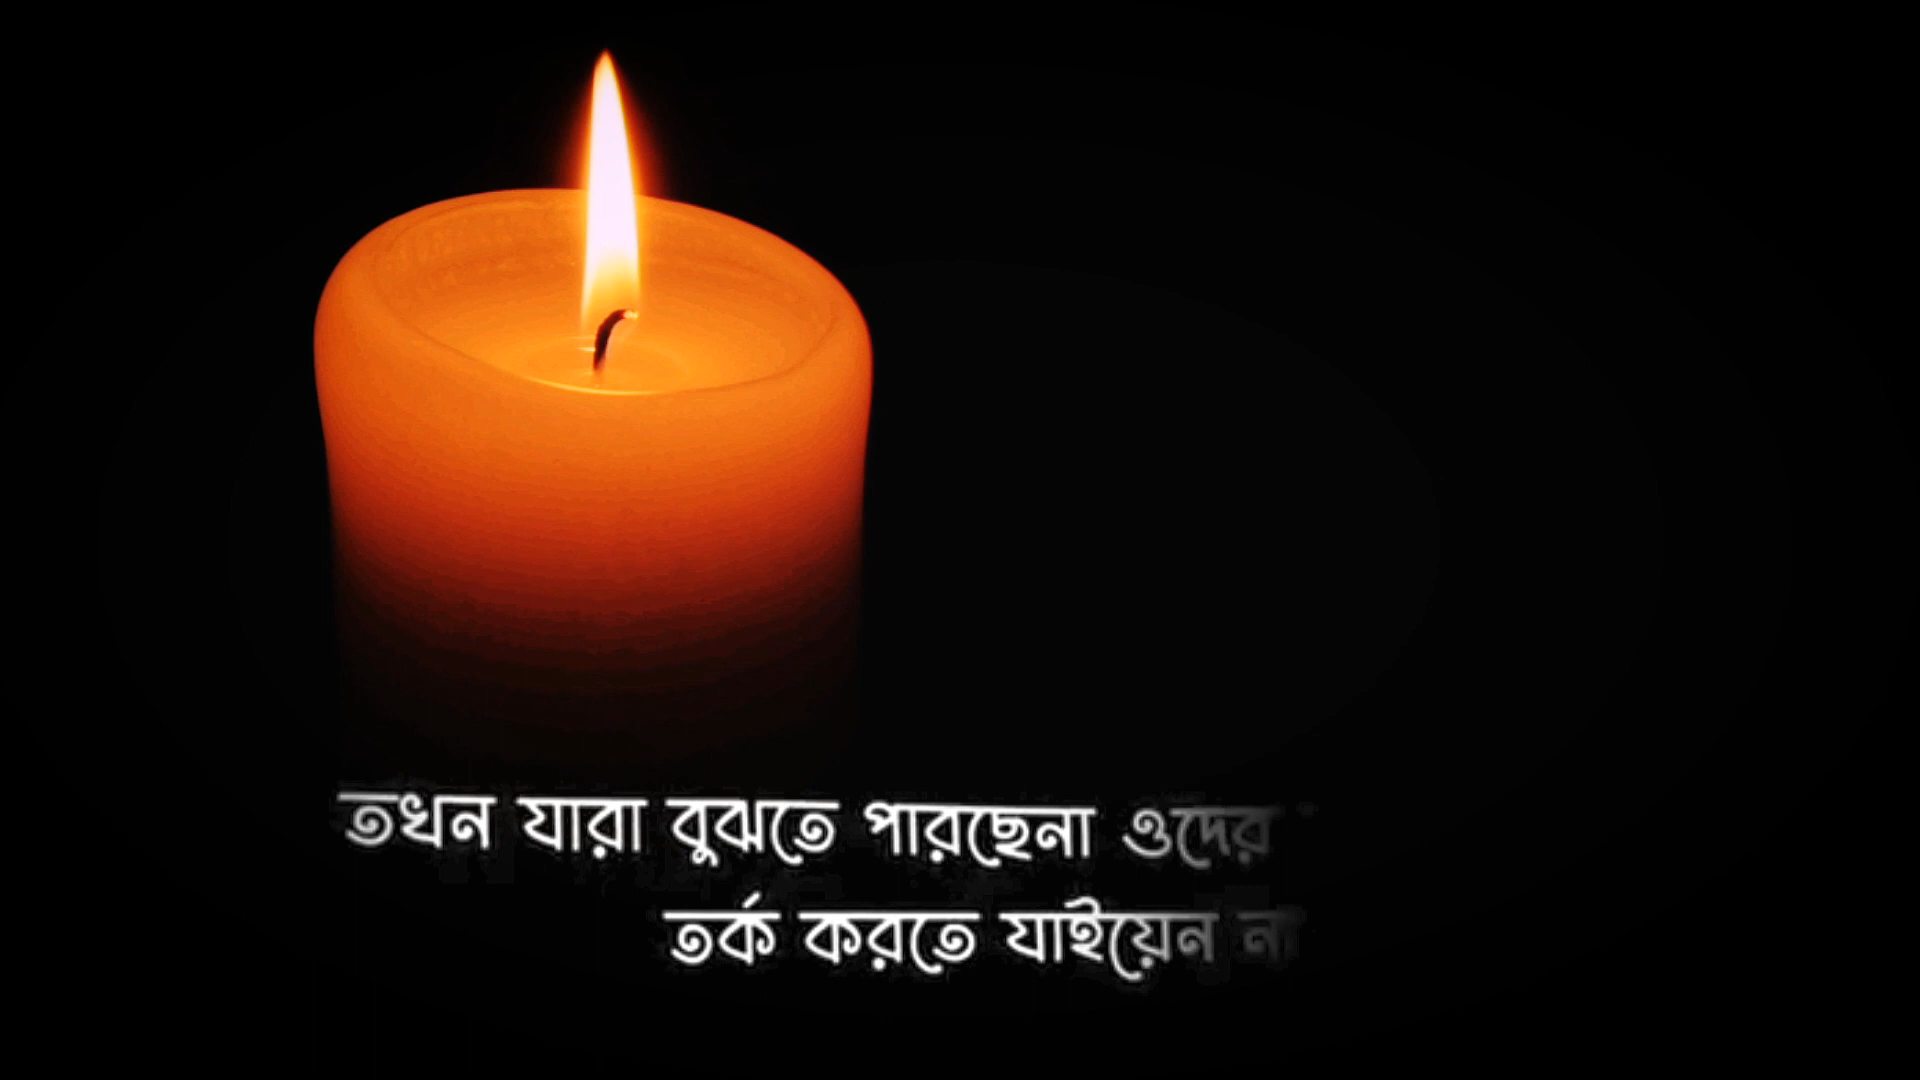 তখন যারা বুঝতে পারছেনা ওদের
তর্ক করতে যাইয়েন না